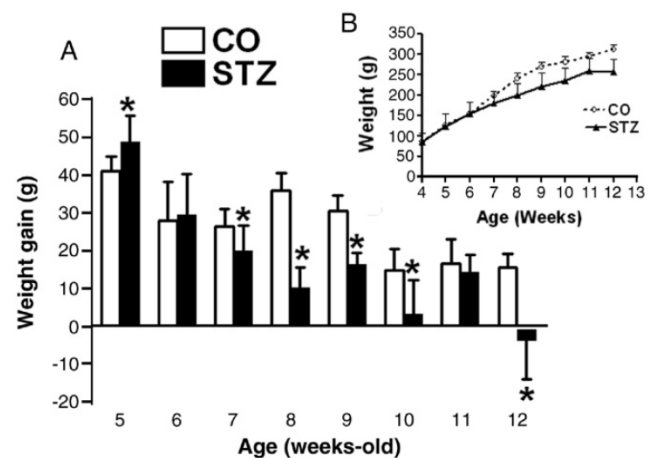 A
CO
STZ
Weight gain (g)
60
50
40
30
20
10
0
-10
-20
*
*
*
*
*
*
5 6 7 8 9 10 11 12
Age (weeks-old)
B
Weight (g)
350
300
250
200
150
100
50
0
CO
STZ
4 5 6 7 8 9 10 11 12 13
Age (Weeks)